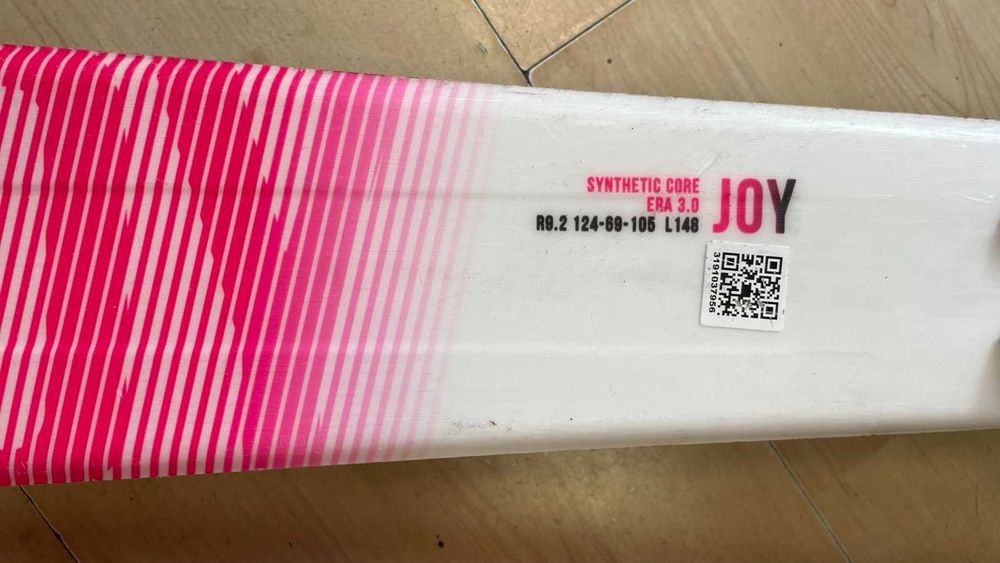 SYNTHETIC CORE
ERA 3.0
R9.2 124-69-105 L148
JOY
3191037956